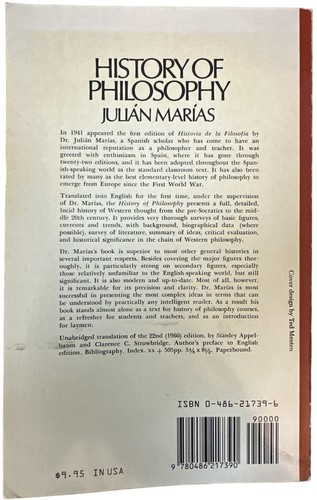 HISTORY OF
PHILOSOPHY
JULIÁN MARÍAS
In 1941 appeared the first edition of Historia de la Filosofía by
Dr. Julián Marías, a Spanish scholar who has come to have an
international reputation as a philosopher and teacher. It was
greeted with enthusiasm in Spain, where it has gone through
twenty-two editions, and it has been adopted throughout the Span-
ish-speaking world as the standard classroom text. It has also been
rated by many as the best elementary-level history of philosophy to
emerge from Europe since the First World War.
Translated into English for the first time, under the supervision
of Dr. Marías, the History of Philosophy presents a full, detailed,
lucid history of Western thought from the pre-Socratics to the mid-
dle 20th century. It provides very thorough surveys of basic figures,
currents and trends, with background, biographical data (where
possible), survey of literature, summary of ideas, critical evaluation,
and historical significance in the chain of Western philosophy.
Dr. Marías's book is superior to most other general histories in
several important respects. Besides covering the major figures thor-
oughly, it is particularly strong on secondary figures, especially
those relatively unfamiliar to the English-speaking world, but still
significant. It is also modern and up-to-date. Most of all, however,
it is remarkable for its precision and clarity. Dr. Marías is most
successful in presenting the most complex ideas in terms that can
be understood by practically any intelligent reader. As a result his
book stands almost alone as a text for history of philosophy courses,
as a refresher for students and teachers, and as an introduction
for laymen.
Unabridged translation of the 22nd (1966) edition, by Stanley Appel-
baum and Clarence C. Strowbridge. Author's preface to English
edition. Bibliography. Index. xx + 505pp. 5⅜ x 8½. Paperbound.
Cover design by Ted Menten
ISBN 0-486-21739-6
90000
9 780486 217390
$9.95 IN USA